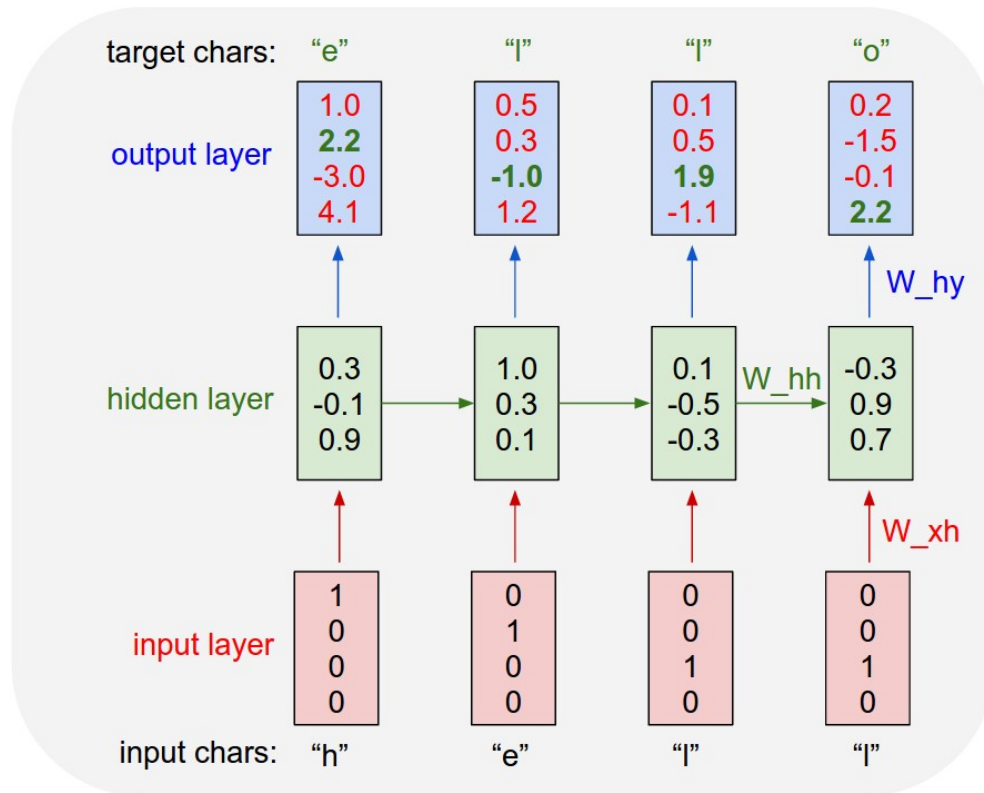 target chars: “e” “l” “l” “o”
1.0 0.5 0.1 0.2
2.2 0.3 0.5 -1.5
output layer
-3.0 -1.0 1.9 -0.1
4.1 1.2 -1.1 2.2
W_hy
0.3 1.0 0.1 -0.3
W_hh
hidden layer -0.1 0.3 -0.5 0.9
0.9 0.1 -0.3 0.7
W_xh
1 0 0 0
0 1 0 0
input layer
0 0 1 1
0 0 0 0
input chars: “h” “e” “l” “l”